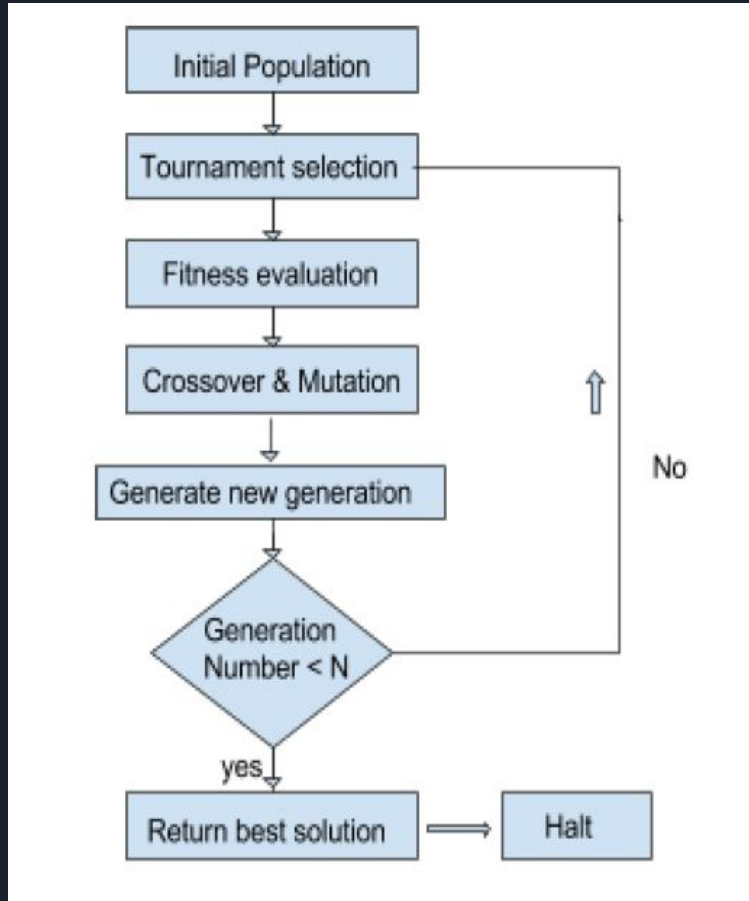 Initial Population
Tournament selection
Fitness evaluation
Crossover & Mutation
Generate new generation
Generation
Number < N
No
yes
Return best solution
Halt